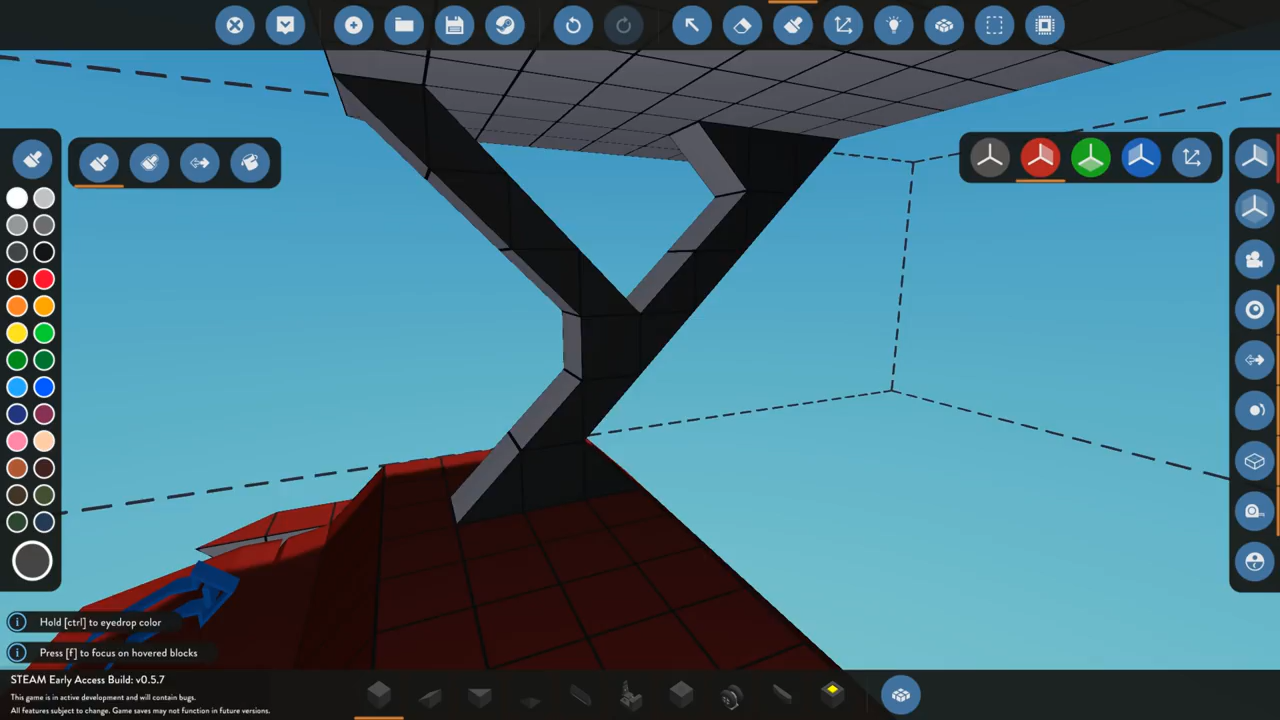 Hold [ctrl] to eyedrop color
Press [f] to focus on hovered blocks
STEAM Early Access Build: v0.5.7
This game is in active development and will contain bugs.
All features subject to change. Game saves may not function in future versions.